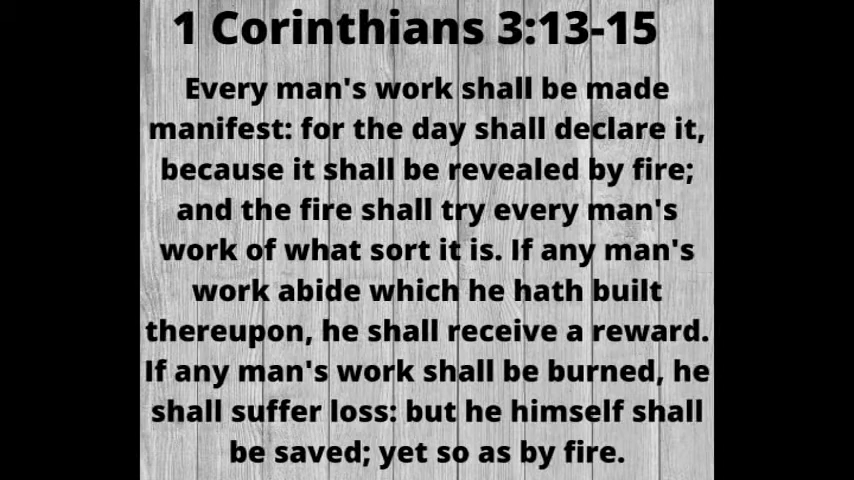 1 Corinthians 3:13-15
Every man's work shall be made
manifest: for the day shall declare it,
because it shall be revealed by fire;
and the fire shall try every man's
work of what sort it is. If any man's
work abide which he hath built
thereupon, he shall receive a reward.
If any man's work shall be burned, he
shall suffer loss: but he himself shall
be saved; yet so as by fire.